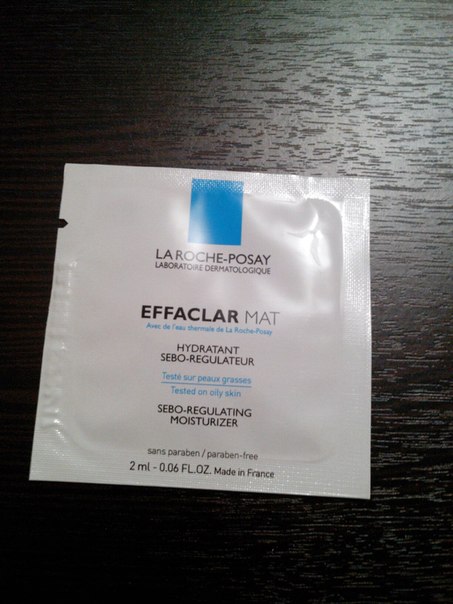 LA ROCHE-POSAY
LABORATOIRE DERMATOLOGIQUE
EFFACLAR MAT
Avec de l'eau thermale de La Roche-Posay
HYDRATANT
SEBO-REGULATEUR
Testé sur peaux grasses
Tested on oily skin
SEBO-REGULATING
MOISTURIZER
sans paraben / paraben-free
2 ml - 0.06 FL.OZ. Made in France